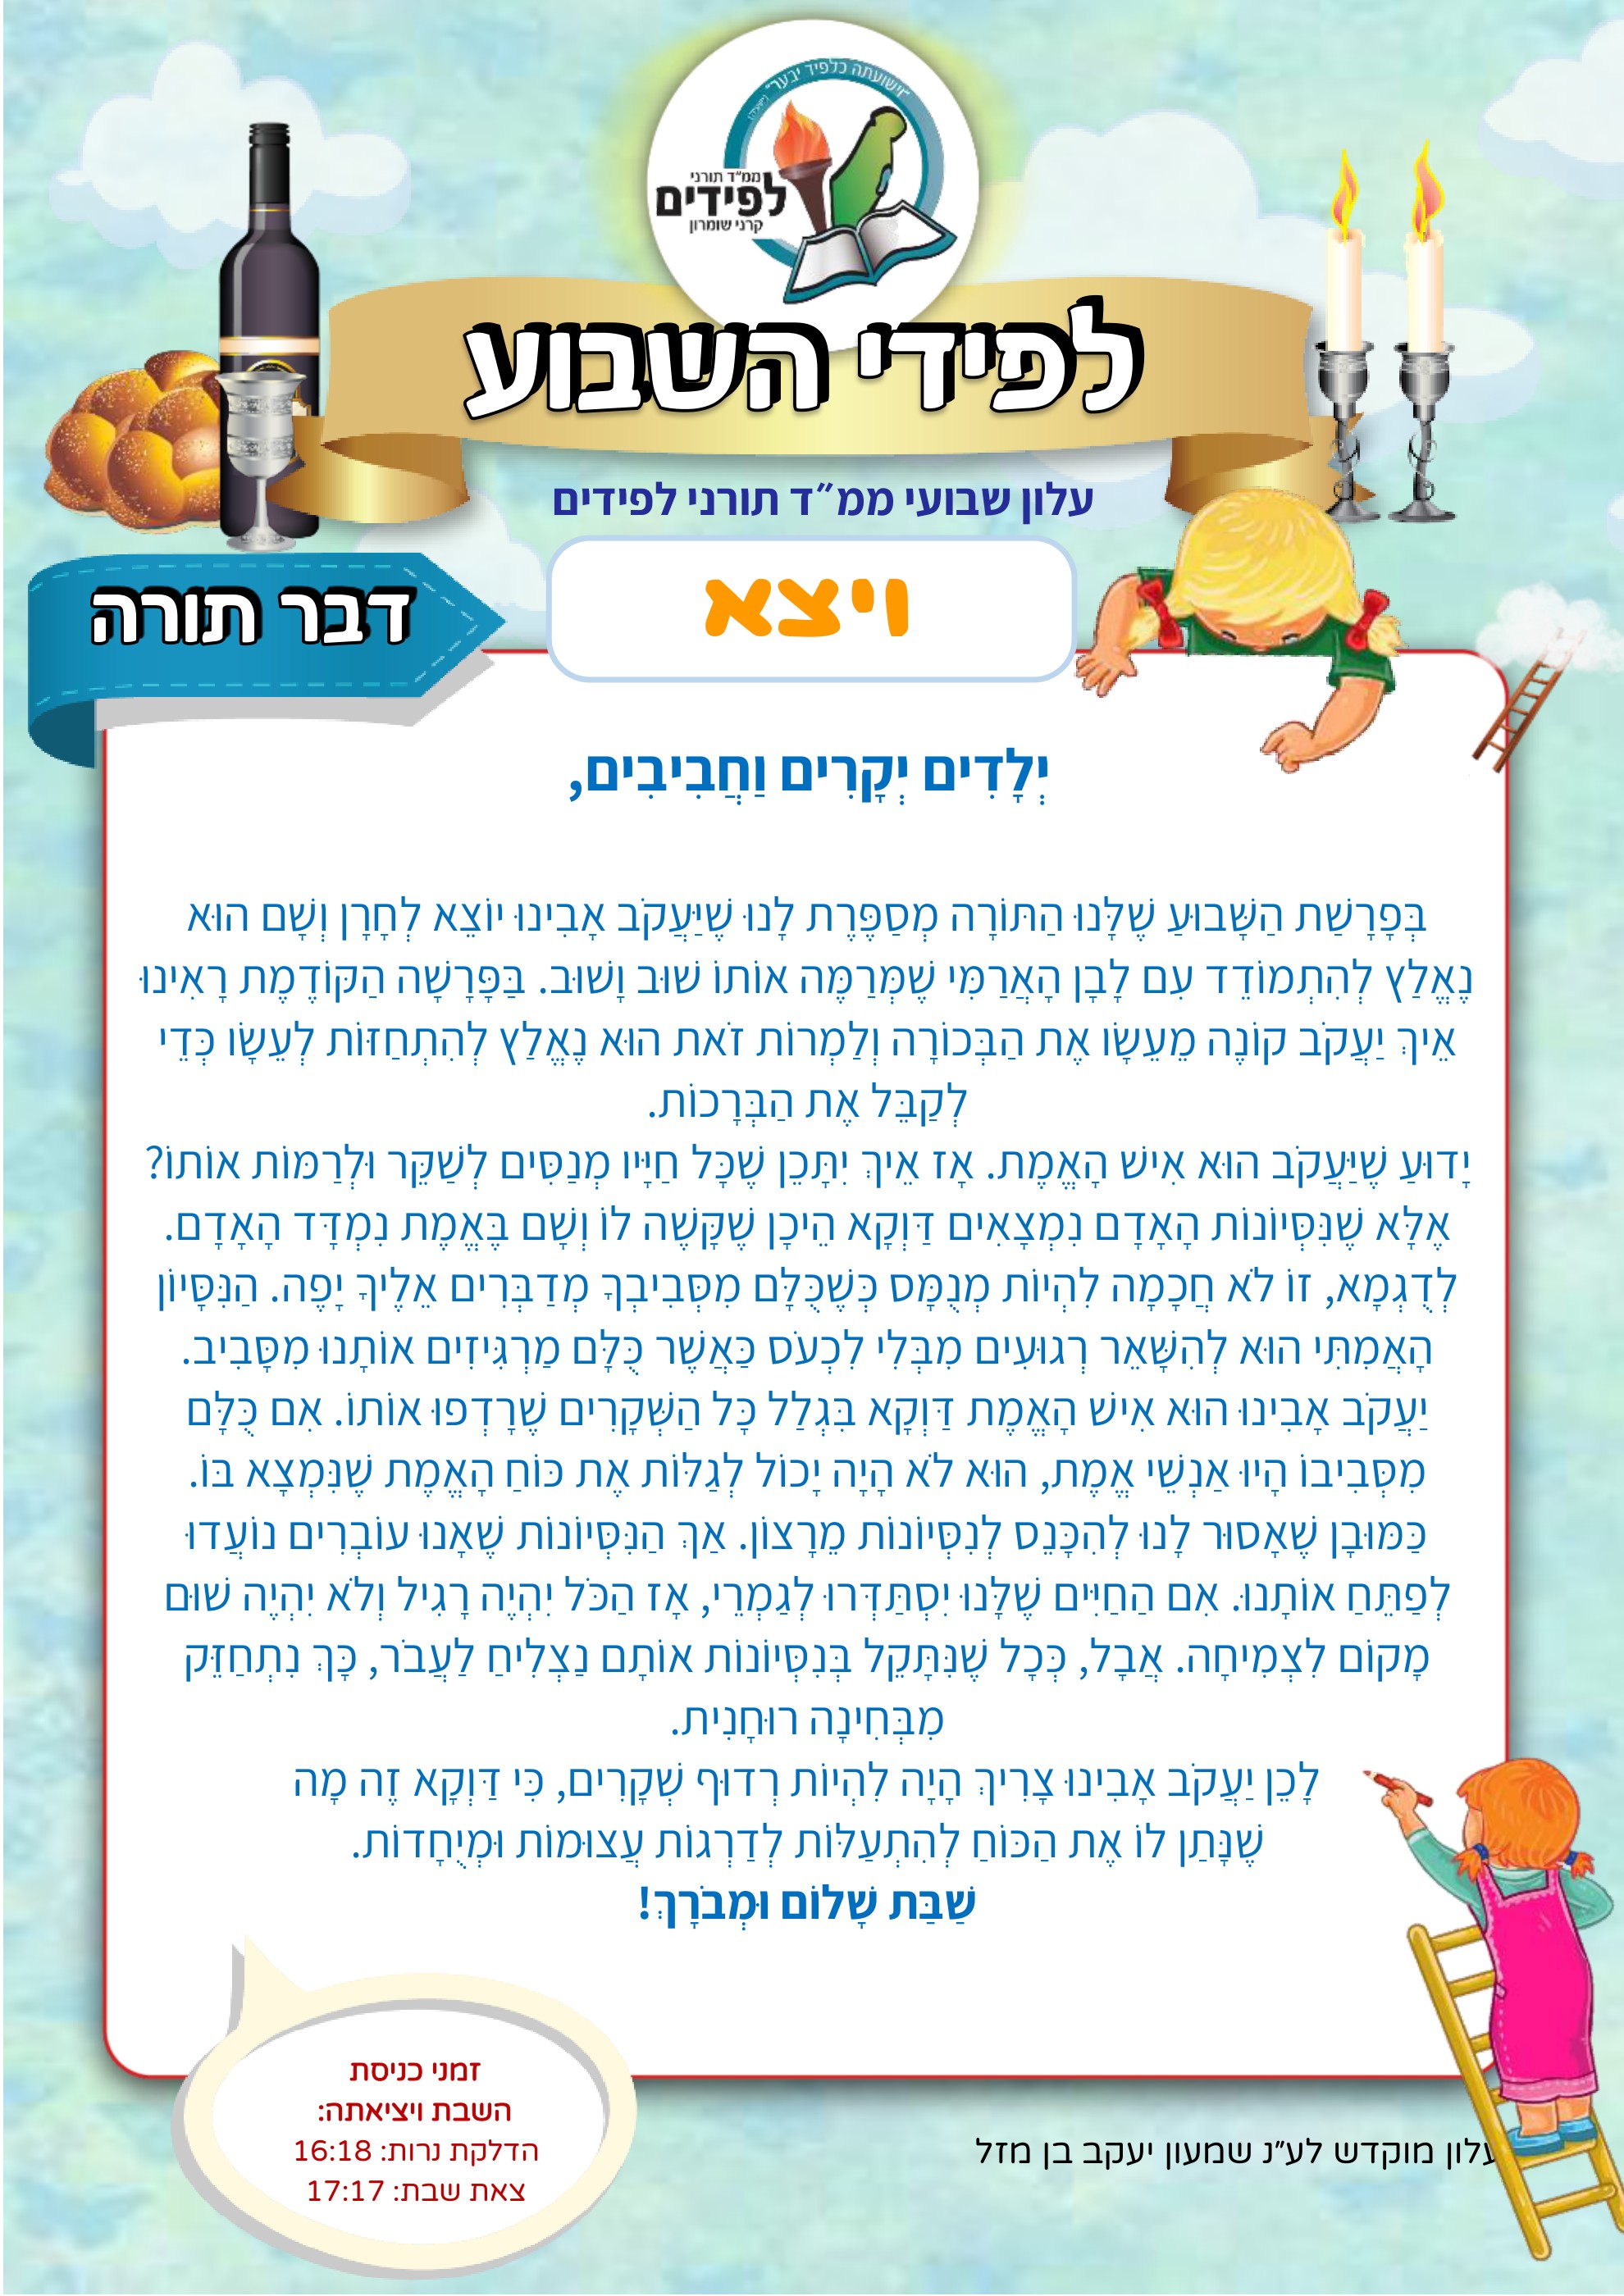 "וישועתה כלפיד יבער"
ממ"ד תורני
לפידים
קרני שומרון
לפידי השבוע
עלון שבועי ממ״ד תורני לפידים
ויצא
דבר תורה
יְלָדִים יְקָרִים וַחֲבִיבִים,
בְּפָרָשַׁת הַשָּׁבוּעַ שֶׁלָּנוּ הַתּוֹרָה מְסַפֶּרֶת לָנוּ שֶׁיַּעֲקֹב אָבִינוּ יוֹצֵא לְחָרָן וְשָׁם הוּא
נֶאֱלַץ לְהִתְמוֹדֵד עִם לָבָן הָאֲרַמִּי שֶׁמְּרַמֶּה אוֹתוֹ שׁוּב וָשׁוּב. בַּפָּרָשָׁה הַקּוֹדֶמֶת רָאִינוּ
אֵיךְ יַעֲקֹב קוֹנֶה מֵעֵשָׂו אֶת הַבְּכוֹרָה וְלַמְרוֹת זֹאת הוּא נֶאֱלַץ לְהִתְחַזּוֹת לְעֵשָׂו כְּדֵי
לְקַבֵּל אֶת הַבְּרָכוֹת.
יָדוּעַ שֶׁיַּעֲקֹב הוּא אִישׁ הָאֱמֶת. אָז אֵיךְ יִתָּכֵן שֶׁכָּל חַיָּיו מְנַסִּים לְשַׁקֵּר וּלְרַמּוֹת אוֹתוֹ?
אֶלָּא שֶׁנִּסְּיוֹנוֹת הָאָדָם נִמְצָאִים דַּוְקָא הֵיכָן שֶׁקָּשֶׁה לוֹ וְשָׁם בֶּאֱמֶת נִמְדָּד הָאָדָם.
לְדֻגְמָא, זוֹ לֹא חֲכָמָה לִהְיוֹת מְנֻמָּס כְּשֶׁכֻּלָּם מִסְּבִיבְךָ מְדַבְּרִים אֵלֶיךָ יָפֶה. הַנִּסָּיוֹן
הָאֲמִתִּי הוּא לְהִשָּׁאֵר רְגוּעִים מִבְּלִי לִכְעֹס כַּאֲשֶׁר כֻּלָּם מַרְגִּיזִים אוֹתָנוּ מִסָּבִיב.
יַעֲקֹב אָבִינוּ הוּא אִישׁ הָאֱמֶת דַּוְקָא בִּגְלַל כָּל הַשְּׁקָרִים שֶׁרָדְפוּ אוֹתוֹ. אִם כֻּלָּם
מִסְּבִיבוֹ הָיוּ אַנְשֵׁי אֱמֶת, הוּא לֹא הָיָה יָכוֹל לְגַלּוֹת אֶת כּוֹחַ הָאֱמֶת שֶׁנִּמְצָא בּוֹ.
כַּמּוּבָן שֶׁאָסוּר לָנוּ לְהִכָּנֵס לְנִסְּיוֹנוֹת מֵרָצוֹן. אַךְ הַנִּסְּיוֹנוֹת שֶׁאָנוּ עוֹבְרִים נוֹעֲדוּ
לְפַתֵּחַ אוֹתָנוּ. אִם הַחַיִּים שֶׁלָּנוּ יִסְתַּדְּרוּ לְגַמְרֵי, אָז הַכֹּל יִהְיֶה רָגִיל וְלֹא יִהְיֶה שׁוּם
מָקוֹם לִצְמִיחָה. אֲבָל, כְּכָל שֶׁנִּתָּקֵל בְּנִסְּיוֹנוֹת אוֹתָם נַצְלִיחַ לַעֲבֹר, כָּךְ נִתְחַזֵּק
מִבְּחִינָה רוּחָנִית.
לָכֵן יַעֲקֹב אָבִינוּ צָרִיךְ הָיָה לִהְיוֹת רְדוּף שְׁקָרִים, כִּי דַּוְקָא זֶה מָה
שֶׁנָּתַן לוֹ אֶת הַכּוֹחַ לְהִתְעַלּוֹת לְדַרְגוֹת עֲצוּמוֹת וּמְיֻחָדוֹת.
שַׁבַּת שָׁלוֹם וּמְבֹרָךְ!
זמני כניסת
השבת ויציאתה:
הדלקת נרות: 16:18
צאת שבת: 17:17
עלון מוקדש לע״נ שמעון יעקב בן מזל